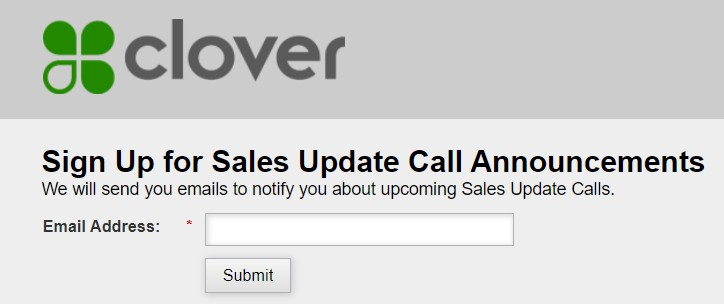 clover
Sign Up for Sales Update Call Announcements
We will send you emails to notify you about upcoming Sales Update Calls.
Email Address: *
Submit